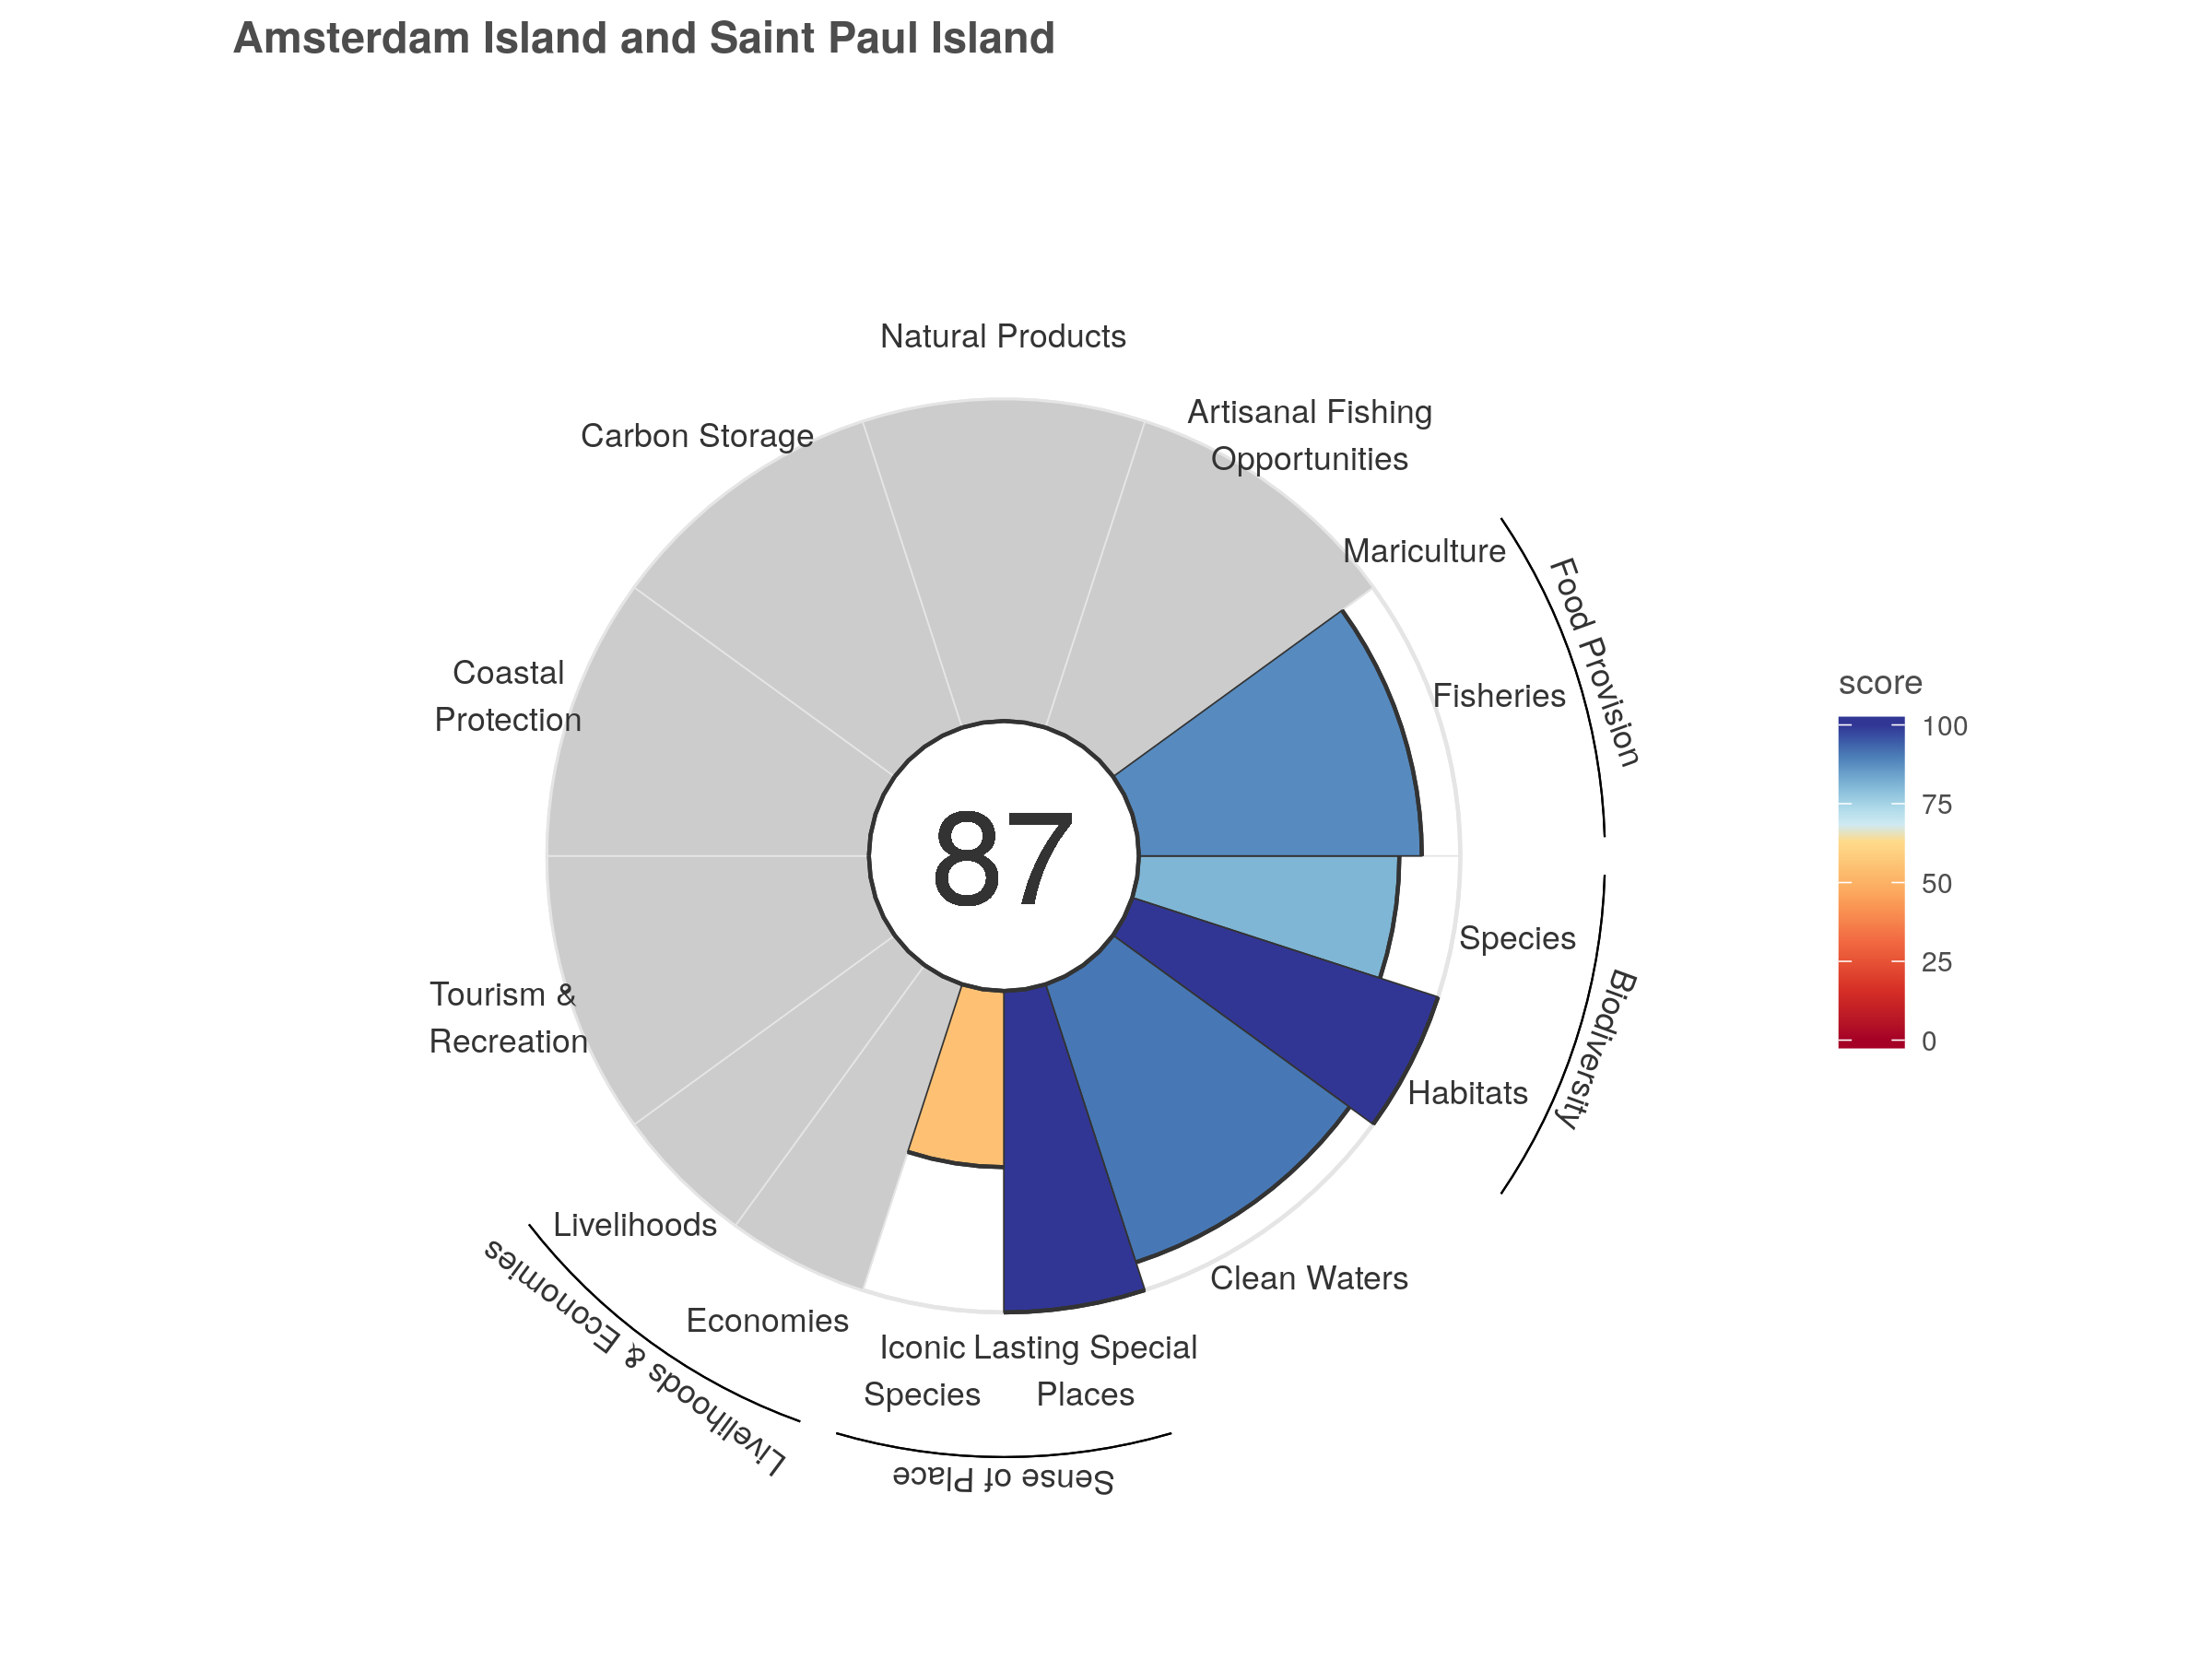 Amsterdam Island and Saint Paul Island
Natural Products
Artisanal Fishing
Opportunities
Carbon Storage
Mariculture
Food Provision
Fisheries
Coastal
Protection
87
score
100
75
50
25
0
Species
Biodiversity
Habitats
Tourism &
Recreation
Livelihoods
Livelihoods & Economies
Economies
Clean Waters
Iconic
Species
Lasting Special
Places
Sense of Place